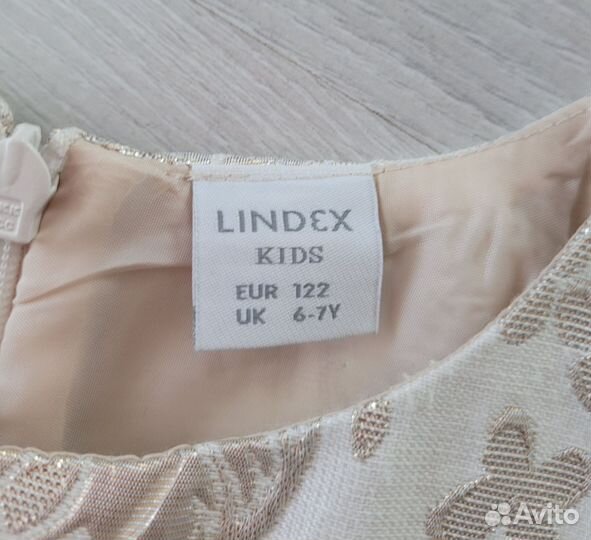 LINDEX
KIDS
EUR 122
UK 6-7Y
Avito